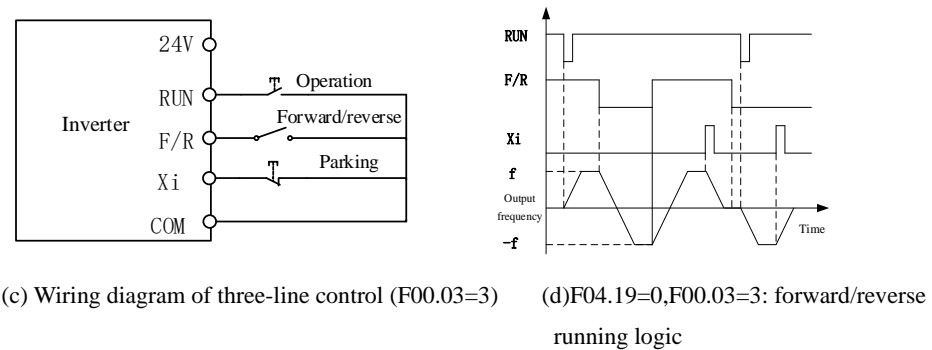 24V
RUN
Operation
Inverter
Forward/reverse
F/R
Parking
Xi
COM
RUN
F/R
Xi
f
Output
frequency
-f
Time
(c) Wiring diagram of three-line control (F00.03=3)
(d)F04.19=0,F00.03=3: forward/reverse
running logic